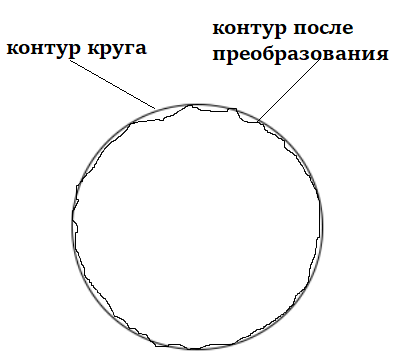 контур круга
контур после
преобразования